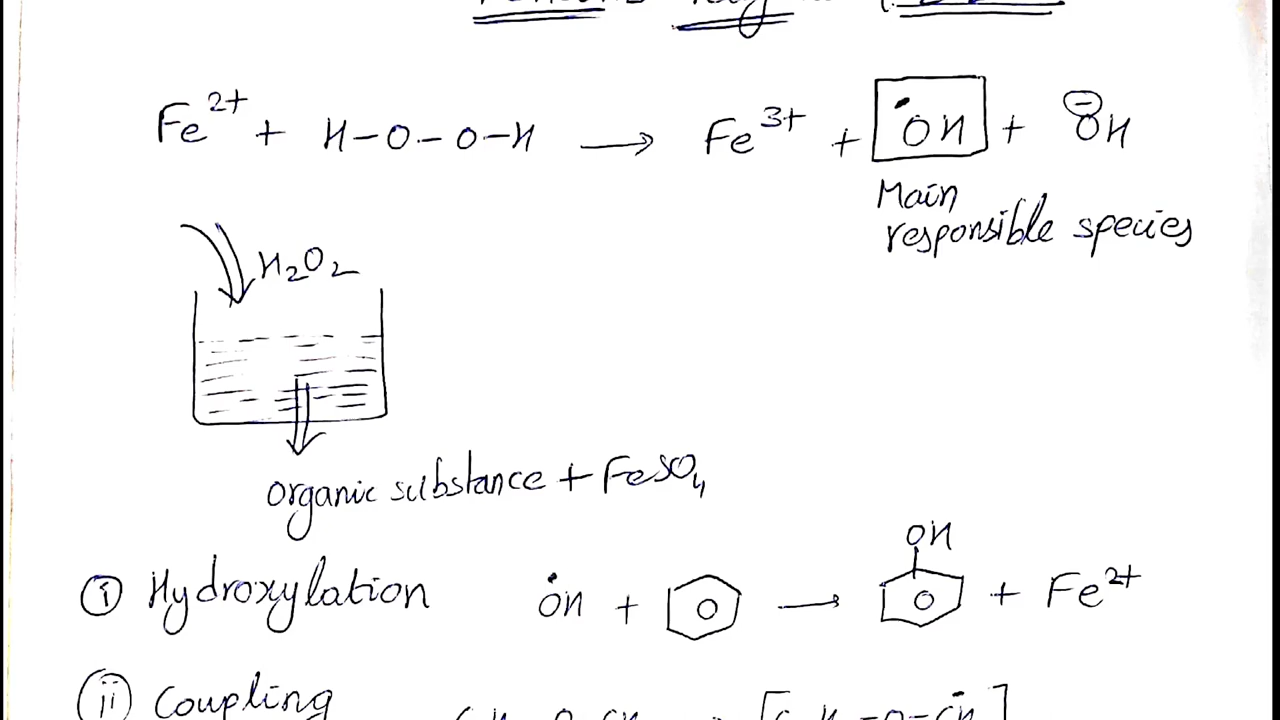 Fe²⁺ + H-O-O-H → Fe³⁺ + •OH + ⊖OH
Main
responsible species
H₂O₂
organic substance + FeSO₄
OH
(i) Hydroxylation •OH + → + Fe²⁺
(ii) Coupling